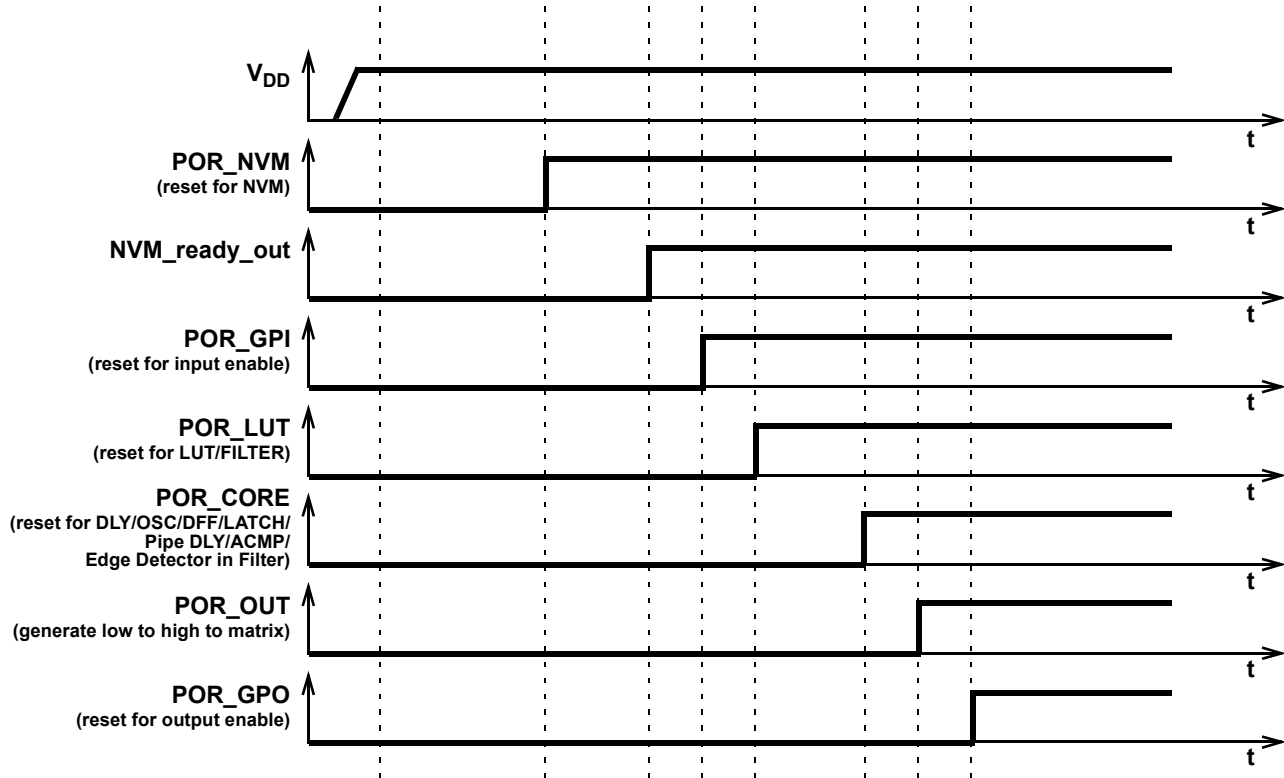 VDD
t
POR_NVM
(reset for NVM)
t
NVM_ready_out
t
POR_GPI
(reset for input enable)
t
POR_LUT
(reset for LUT/FILTER)
t
POR_CORE
(reset for DLY/OSC/DFF/LATCH/
Pipe DLY/ACMP/
Edge Detector in Filter)
t
POR_OUT
(generate low to high to matrix)
t
POR_GPO
(reset for output enable)
t